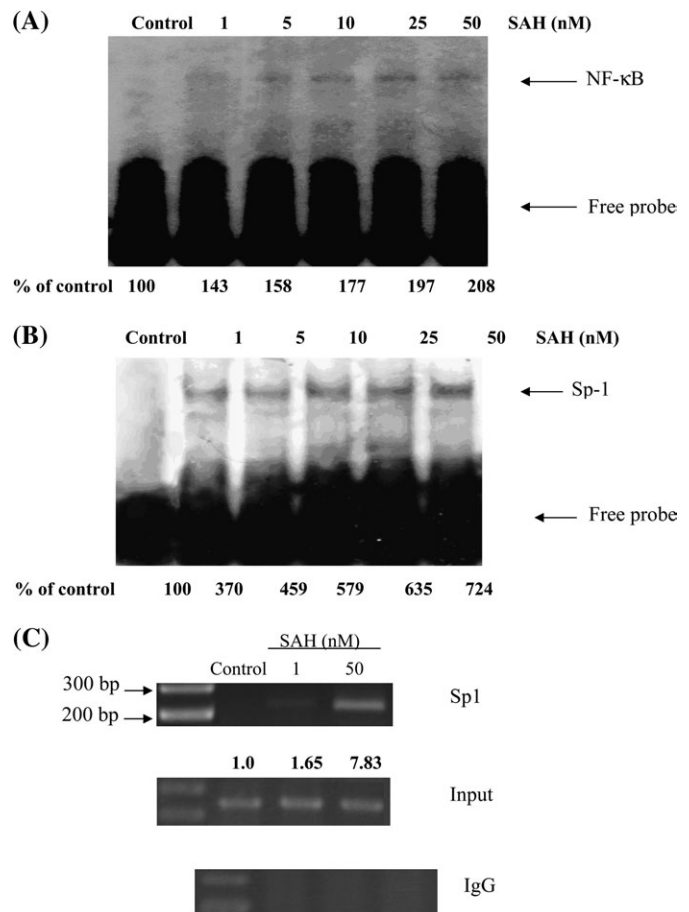 (A)
Control 1 5 10 25 50 SAH (nM)
NF-κB
Free probe
% of control 100 143 158 177 197 208
(B)
Control 1 5 10 25 50 SAH (nM)
Sp-1
Free probe
% of control 100 370 459 579 635 724
(C)
SAH (nM)
Control 1 50
300 bp
Sp1
200 bp
1.0 1.65 7.83
Input
IgG